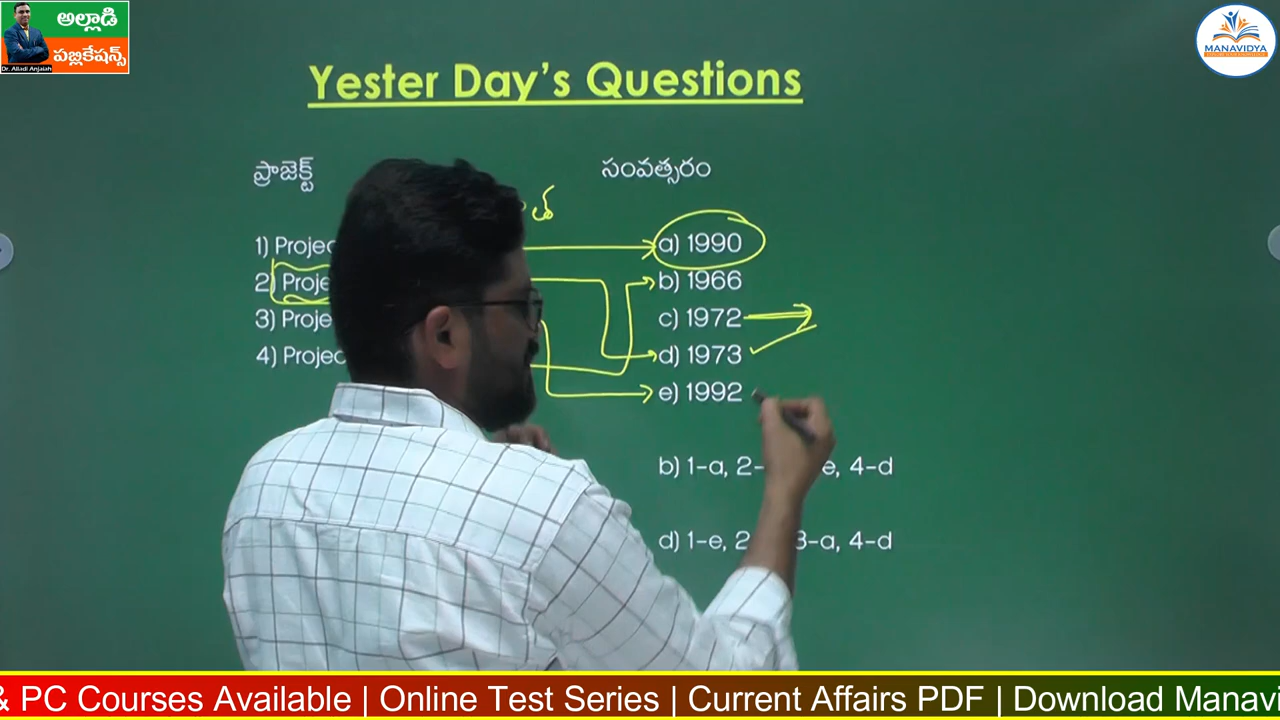 అల్లాడి
పబ్లికేషన్స్
Dr. Alladi Anjaiah
MANAVIDYA
Yester Day's Questions
ప్రాజెక్ట్ సంవత్సరం
త
1) Projec a) 1990
2) Proje b) 1966
3) Proje c) 1972
4) Projec d) 1973
e) 1992
b) 1-a, 2- e, 4-d
d) 1-e, 2 3-a, 4-d
& PC Courses Available | Online Test Series | Current Affairs PDF | Download Manavi